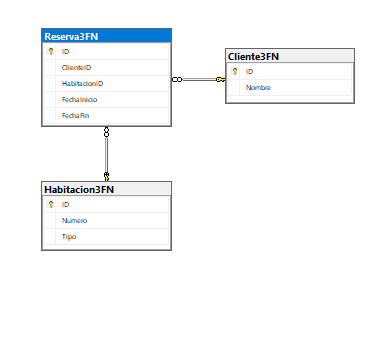 Reserva3FN
ID
ClienteID
HabitacionID
FechaInicio
FechaFin
Cliente3FN
ID
Nombre
Habitacion3FN
ID
Numero
Tipo